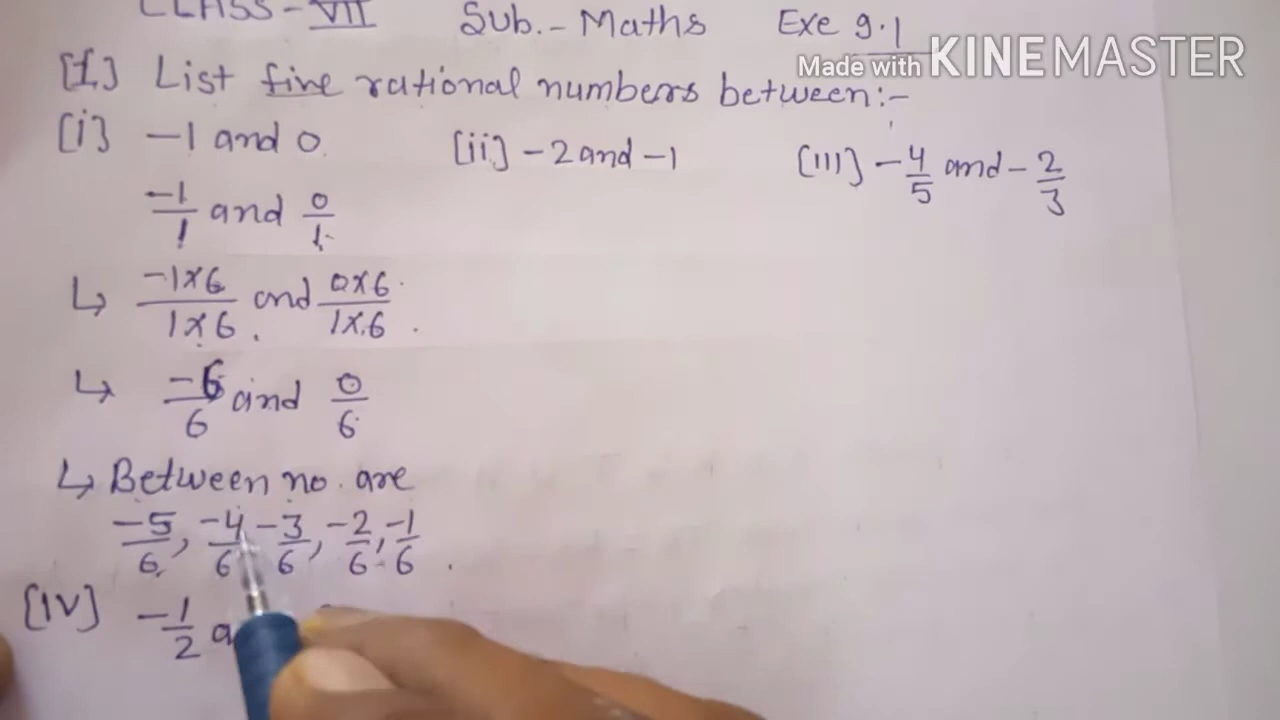 CLASS-VII Sub.- Maths Exe 9.1
Made with KINEMASTER
[1] List five rational numbers between:-
[i] -1 and 0 [ii] -2 and -1 [iii] -4/5 and -2/3
-1/1 and 0/1
↳ -1×6/1×6 and 0×6/1×6
↳ -6/6 and 0/6
↳ Between no. are
-5/6, -4/6 -3/6, -2/6, -1/6
[IV] -1/2